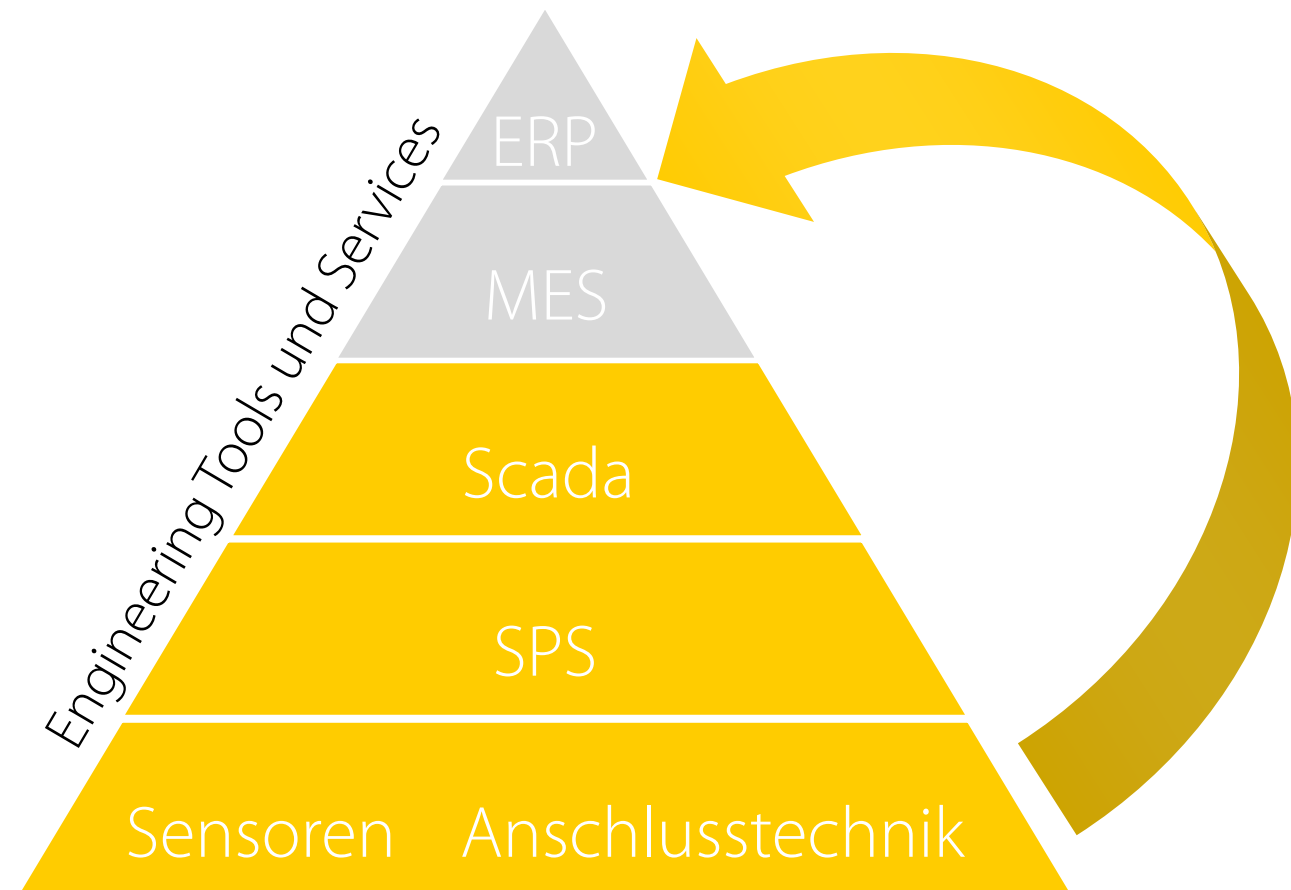 ERP
MES
Scada
SPS
Sensoren Anschlusstechnik
Engineering Tools und Services